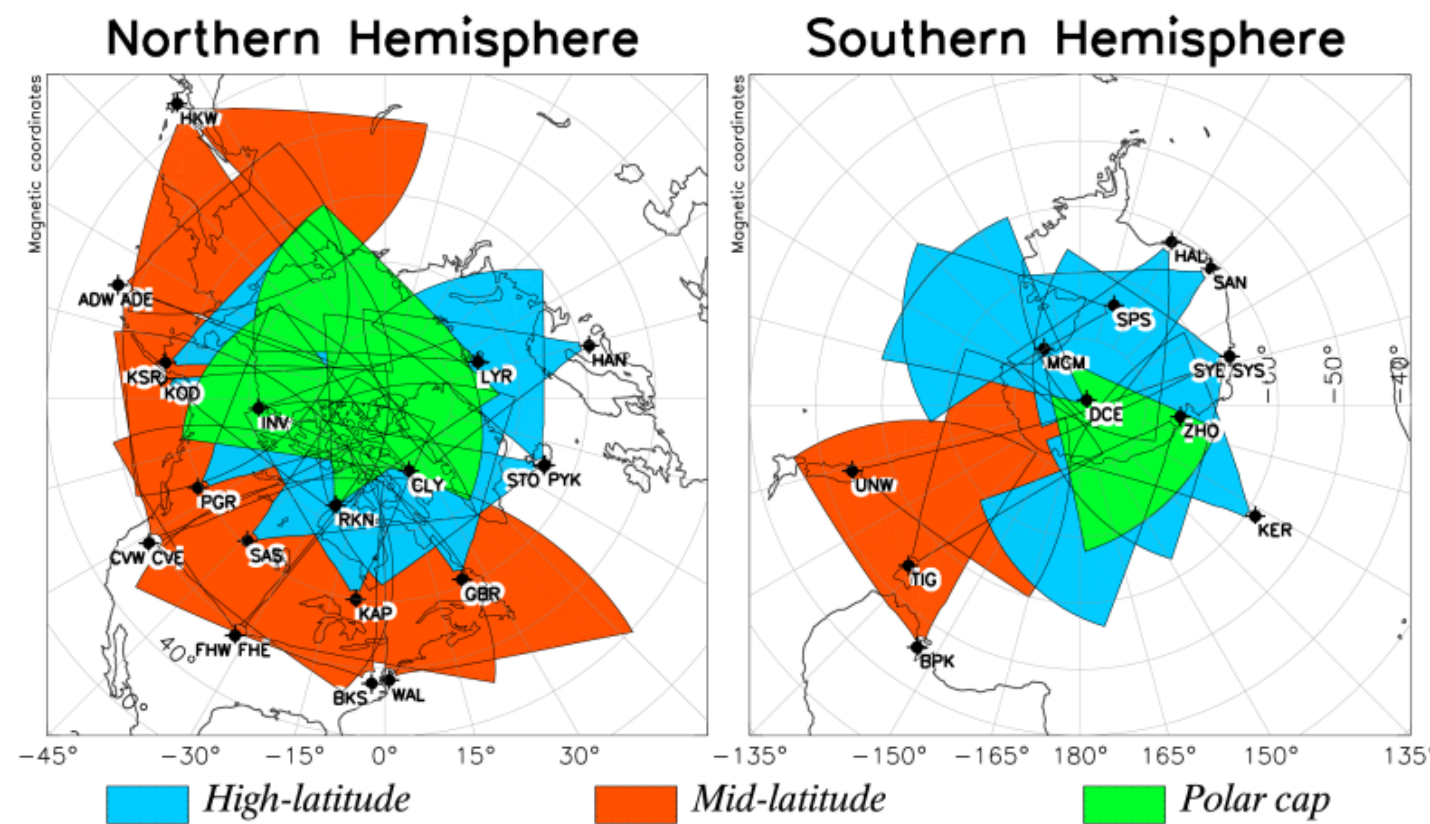 Northern Hemisphere Southern Hemisphere
Magnetic coordinates
Magnetic coordinates
HKW
ADW ADE
KSR
KOD
INV
LYR
HAN
PGR
CLY
STO PYK
RKN
CVW CVE
SAS
KAP
GBR
FHW FHE
40°
BKS WAL
HAL
SAN
SPS
MCM
SYE SYS
-50°
-40°
DCE
ZHO
UNW
KER
TIG
BPK
-45° -30° -15° 0° 15° 30° -135° -150° -165° 180° 165° 150° 135°
High-latitude Mid-latitude Polar cap